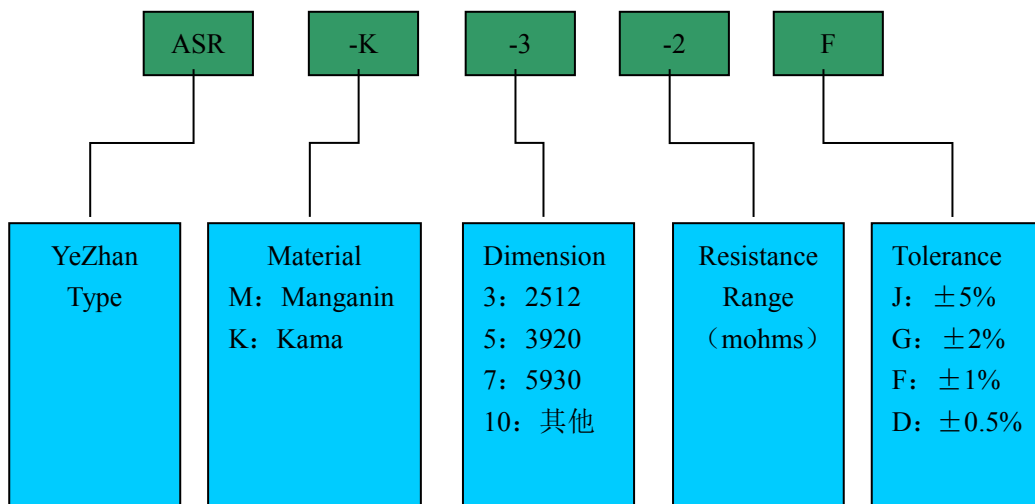 ASR
-K
-3
-2
F
YeZhan
Type
Material
M：Manganin
K：Kama
Dimension
3：2512
5：3920
7：5930
10：其他
Resistance
Range
（mohms）
Tolerance
J：±5%
G：±2%
F：±1%
D：±0.5%